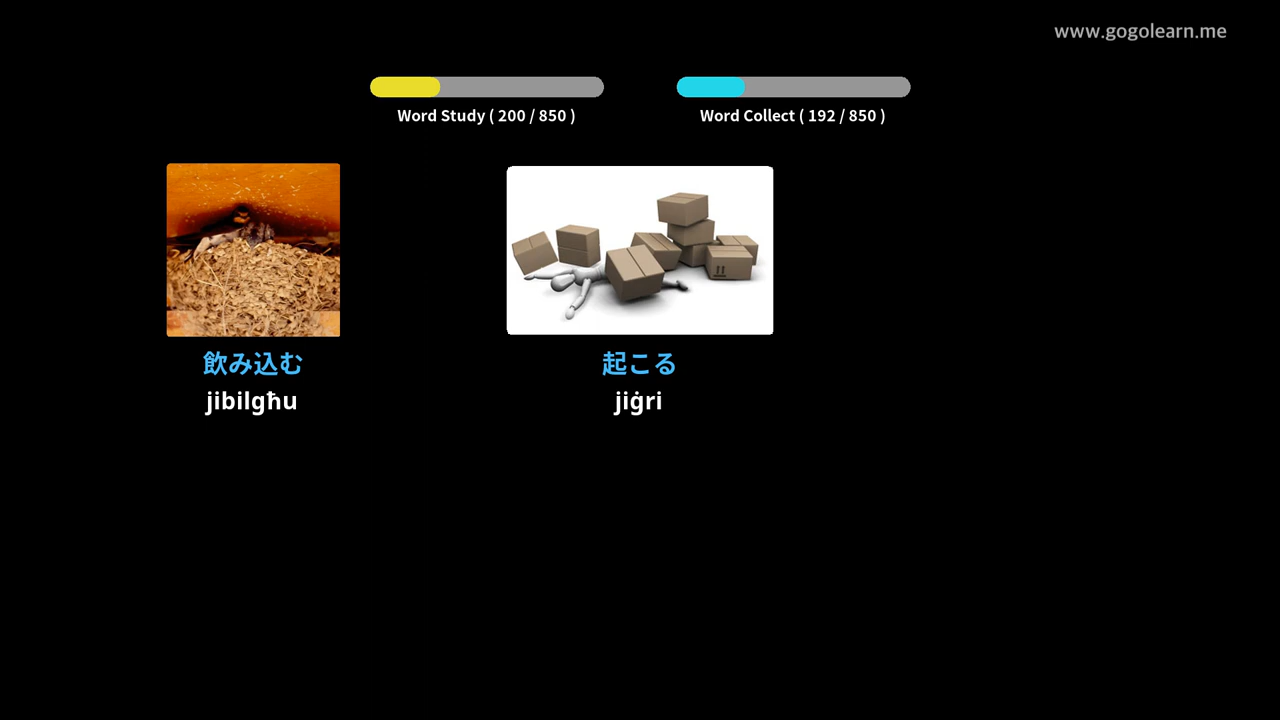 www.gogolearn.me
Word Study ( 200 / 850 )
Word Collect ( 192 / 850 )
飲み込む
jibilgħu
起こる
jiġri